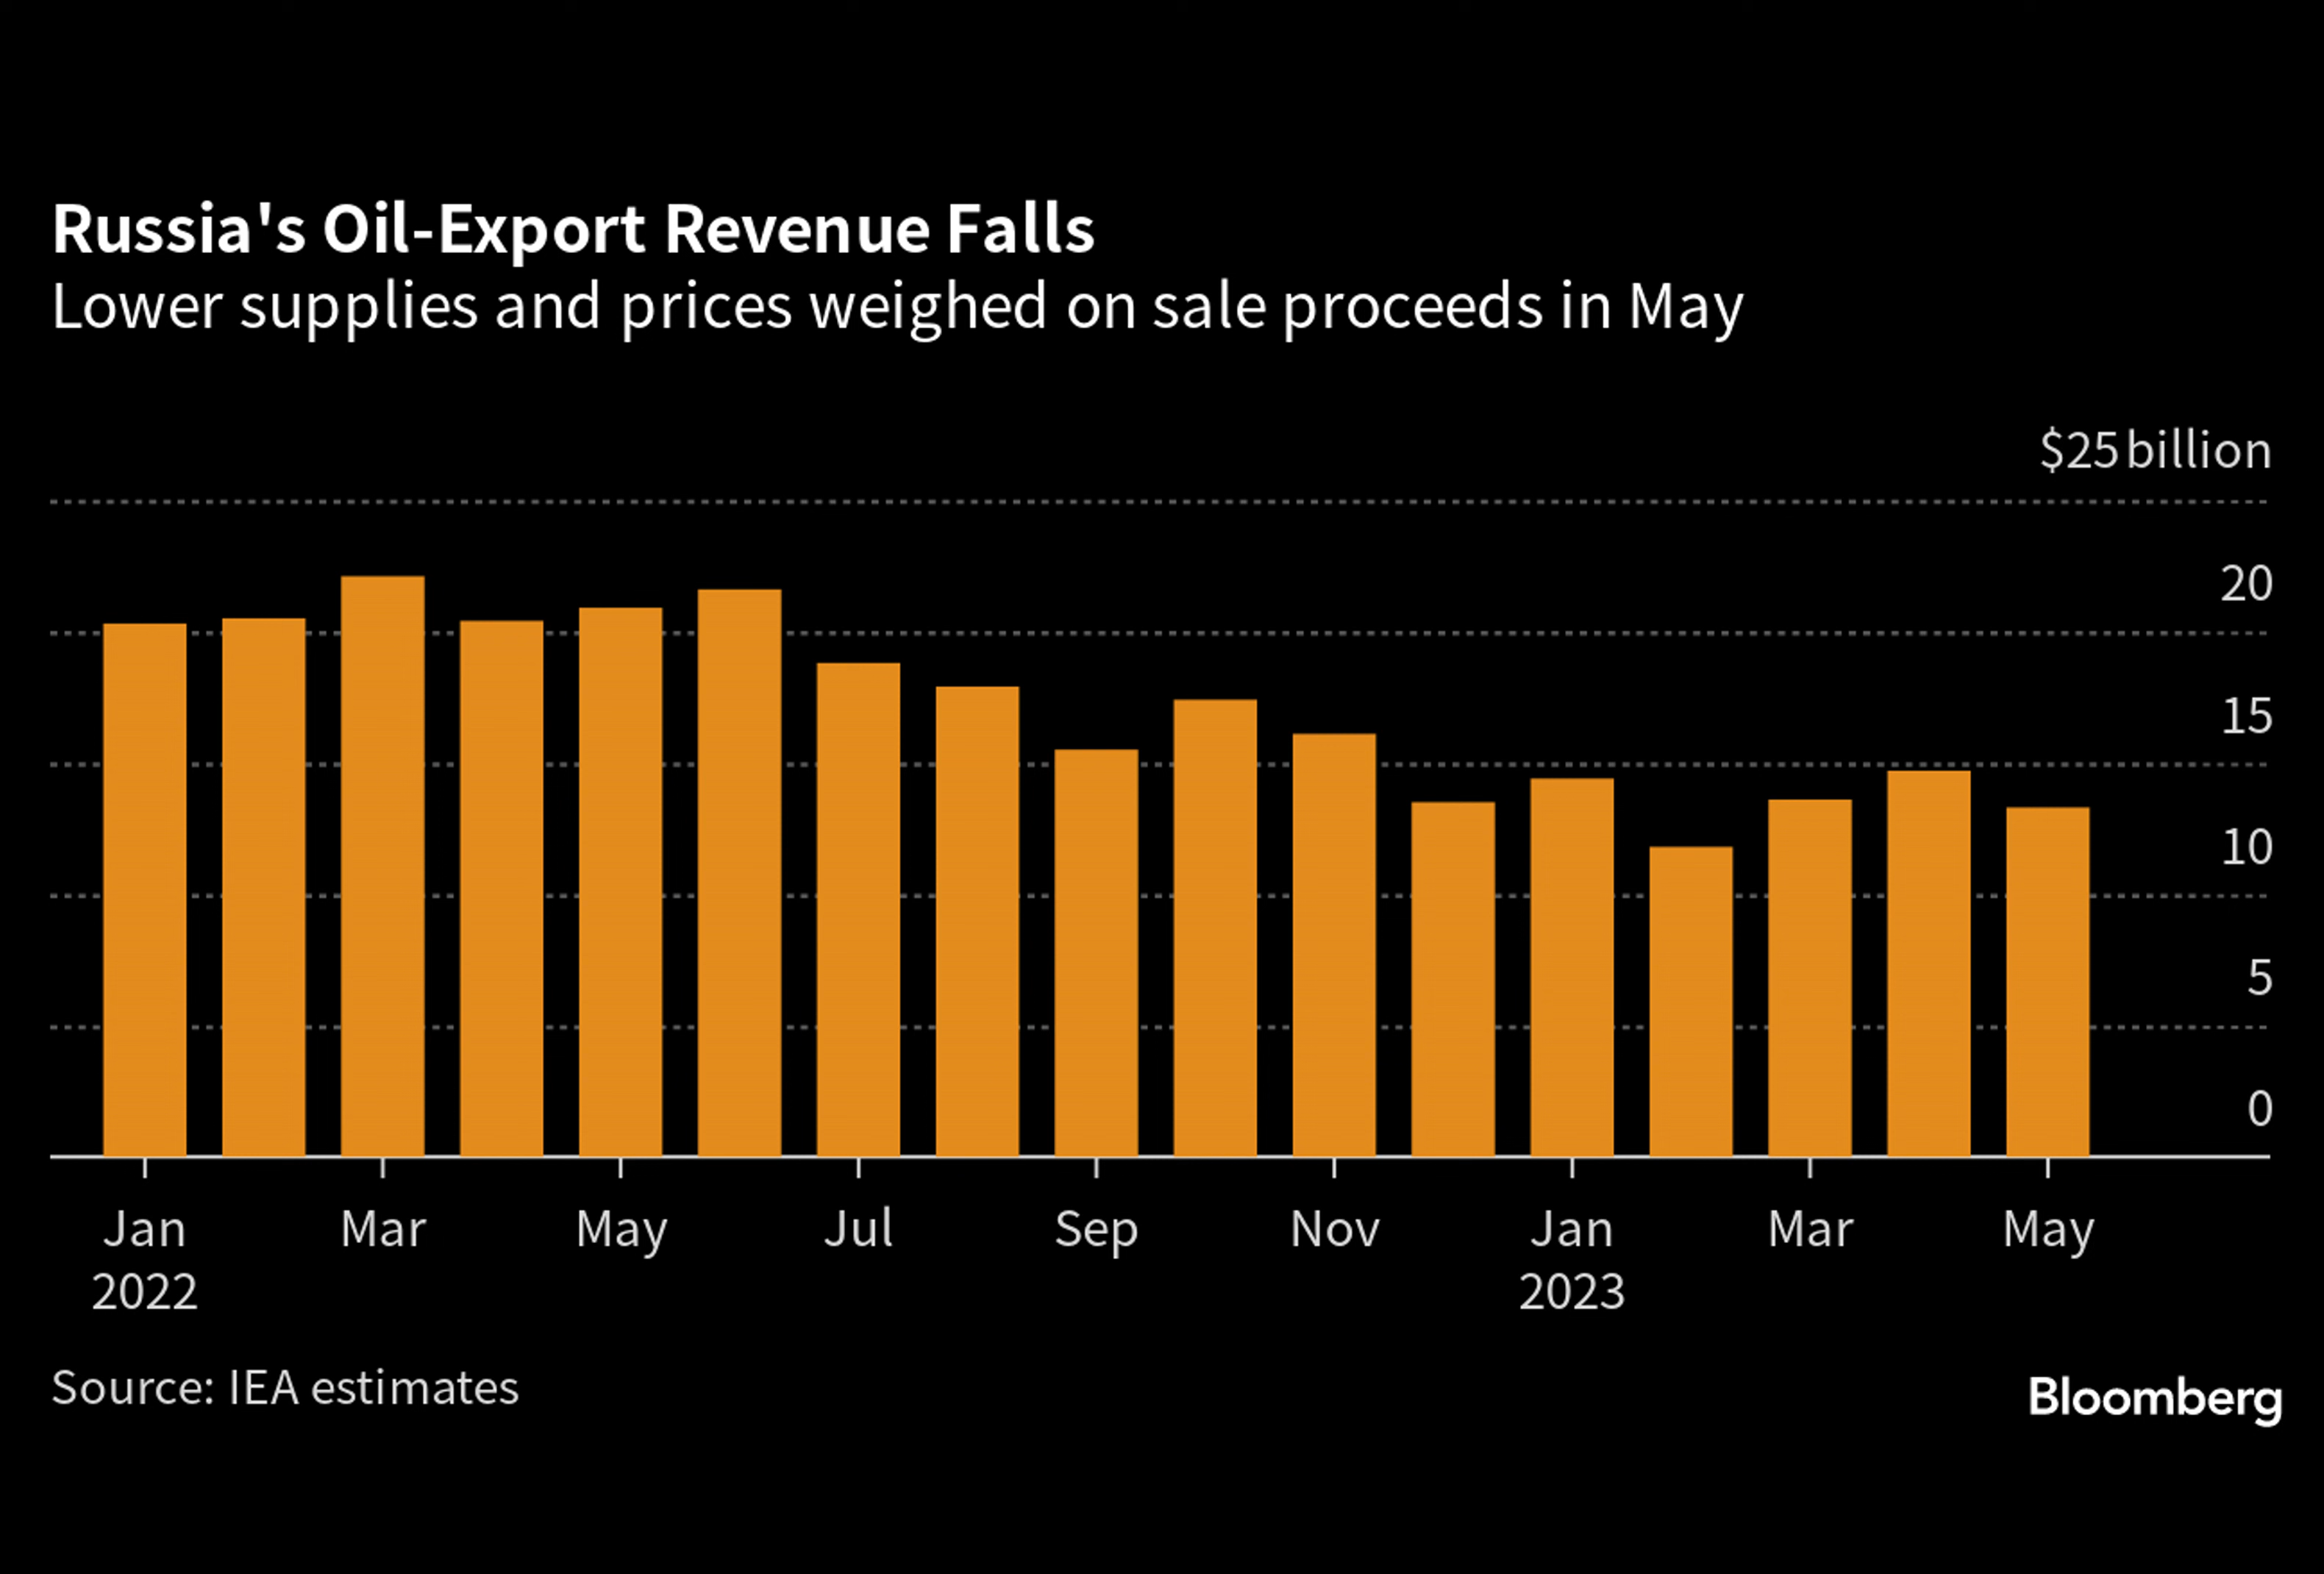 Russia's Oil-Export Revenue Falls
Lower supplies and prices weighed on sale proceeds in May
$25 billion
20
15
10
5
0
Jan Mar May Jul Sep Nov Jan Mar May
2022 2023
Source: IEA estimates
Bloomberg